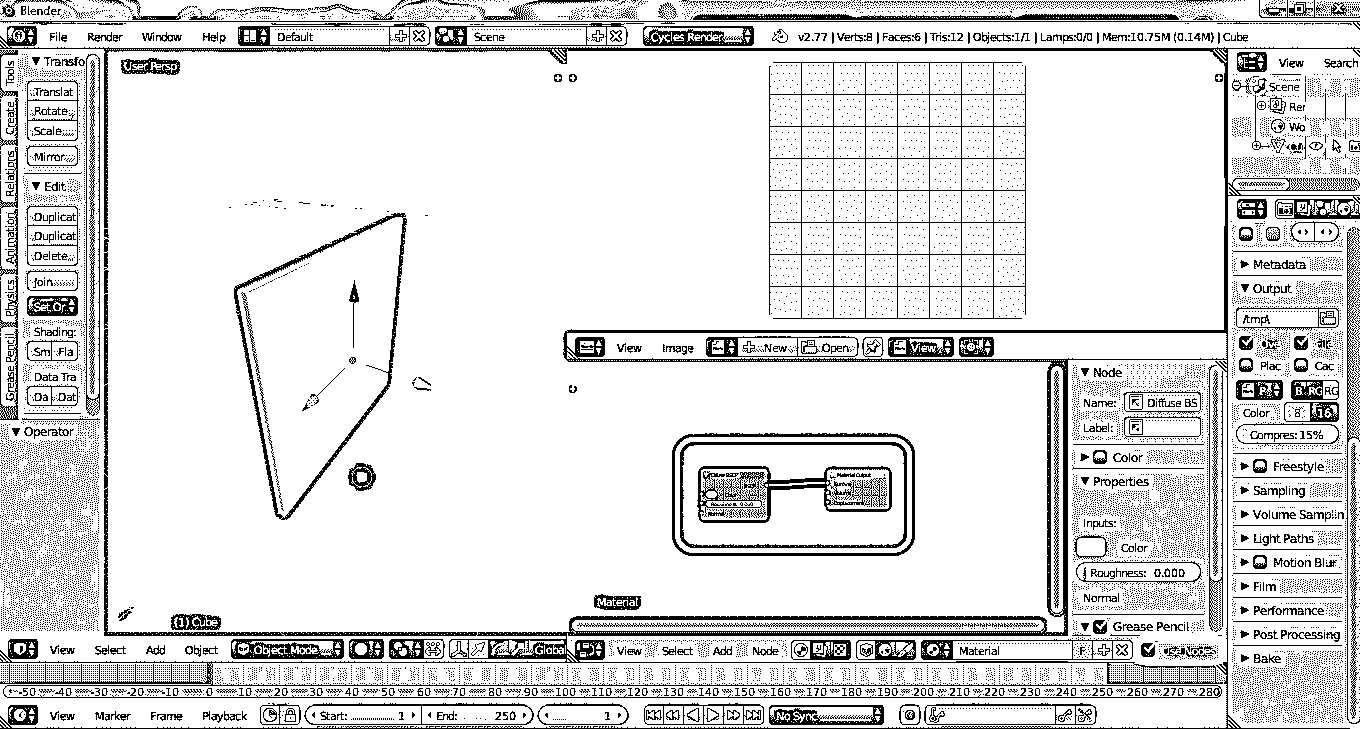 Blender
File Render Window Help Default Scene Cycles Render v2.77 | Verts:8 | Faces:6 | Tris:12 | Objects:1/1 | Lamps:0/0 | Mem:10.75M (0.14M) | Cube
Tools
Create
Relations
Animation
Physics
Grease Pencil
Transfo
Translat
Rotate
Scale
Mirror
Edit
Duplicat
Duplicat
Delete
Join
Set Or
Shading:
Sm Fla
Data Tra
Da Dat
Operator
User Persp
(1) Cube
View Select Add Object Object Mode Global
View Image New Open View
Material
View Select Add Node Material F Use Nodes
Node
Name: Diffuse BS
Label:
Color
Properties
Inputs:
Color
Roughness: 0.000
Normal
Grease Pencil
View Search
Scene
Rer
Wo
Metadata
Output
/tmp\
Plac Cac
Color 8 16
Compres: 15%
Freestyle
Sampling
Volume Samplin
Light Paths
Motion Blur
Film
Performance
Post Processing
Bake
-50 -40 -30 -20 -10 0 10 20 30 40 50 60 70 80 90 100 110 120 130 140 150 160 170 180 190 200 210 220 230 240 250 260 270 280
View Marker Frame Playback Start: 1 End: 250 1 No Sync